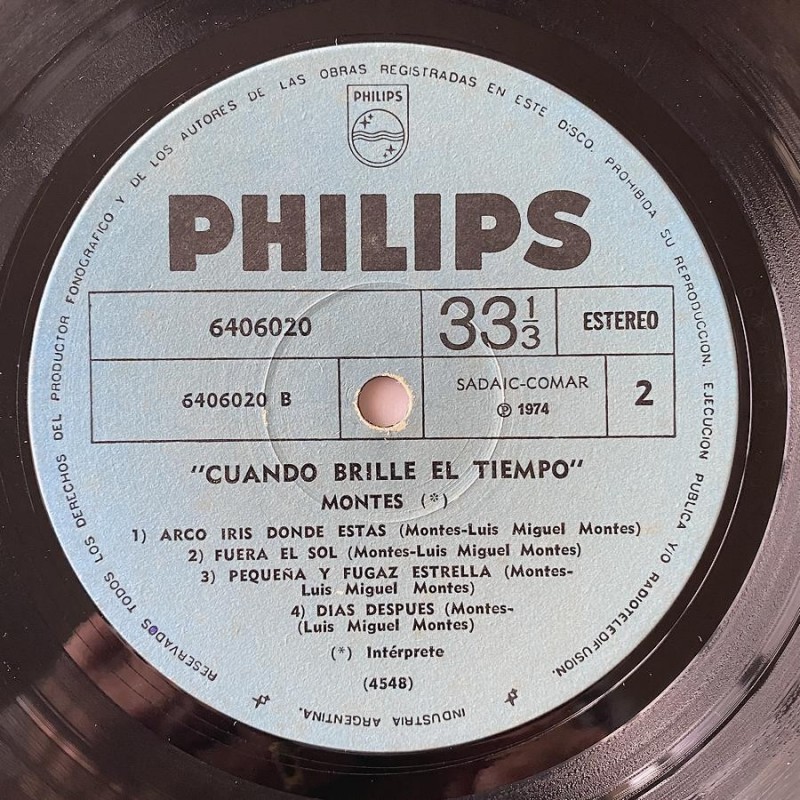 RESERVADOS TODOS LOS DERECHOS DEL PRODUCTOR FONOGRAFICO Y DE LOS AUTORES DE LAS OBRAS REGISTRADAS EN ESTE DISCO. PROHIBIDA SU REPRODUCCION, EJECUCION PUBLICA Y/O RADIOTELEDIFUSION.
PHILIPS
PHILIPS
6406020
33 1/3
ESTEREO
6406020 B
SADAIC-COMAR
℗ 1974
2
"CUANDO BRILLE EL TIEMPO"
MONTES (*)
1) ARCO IRIS DONDE ESTAS (Montes-Luis Miguel Montes)
2) FUERA EL SOL (Montes-Luis Miguel Montes)
3) PEQUEÑA Y FUGAZ ESTRELLA (Montes-
Luis Miguel Montes)
4) DIAS DESPUES (Montes-
(Luis Miguel Montes)
(*) Intérprete
(4548)
INDUSTRIA ARGENTINA.